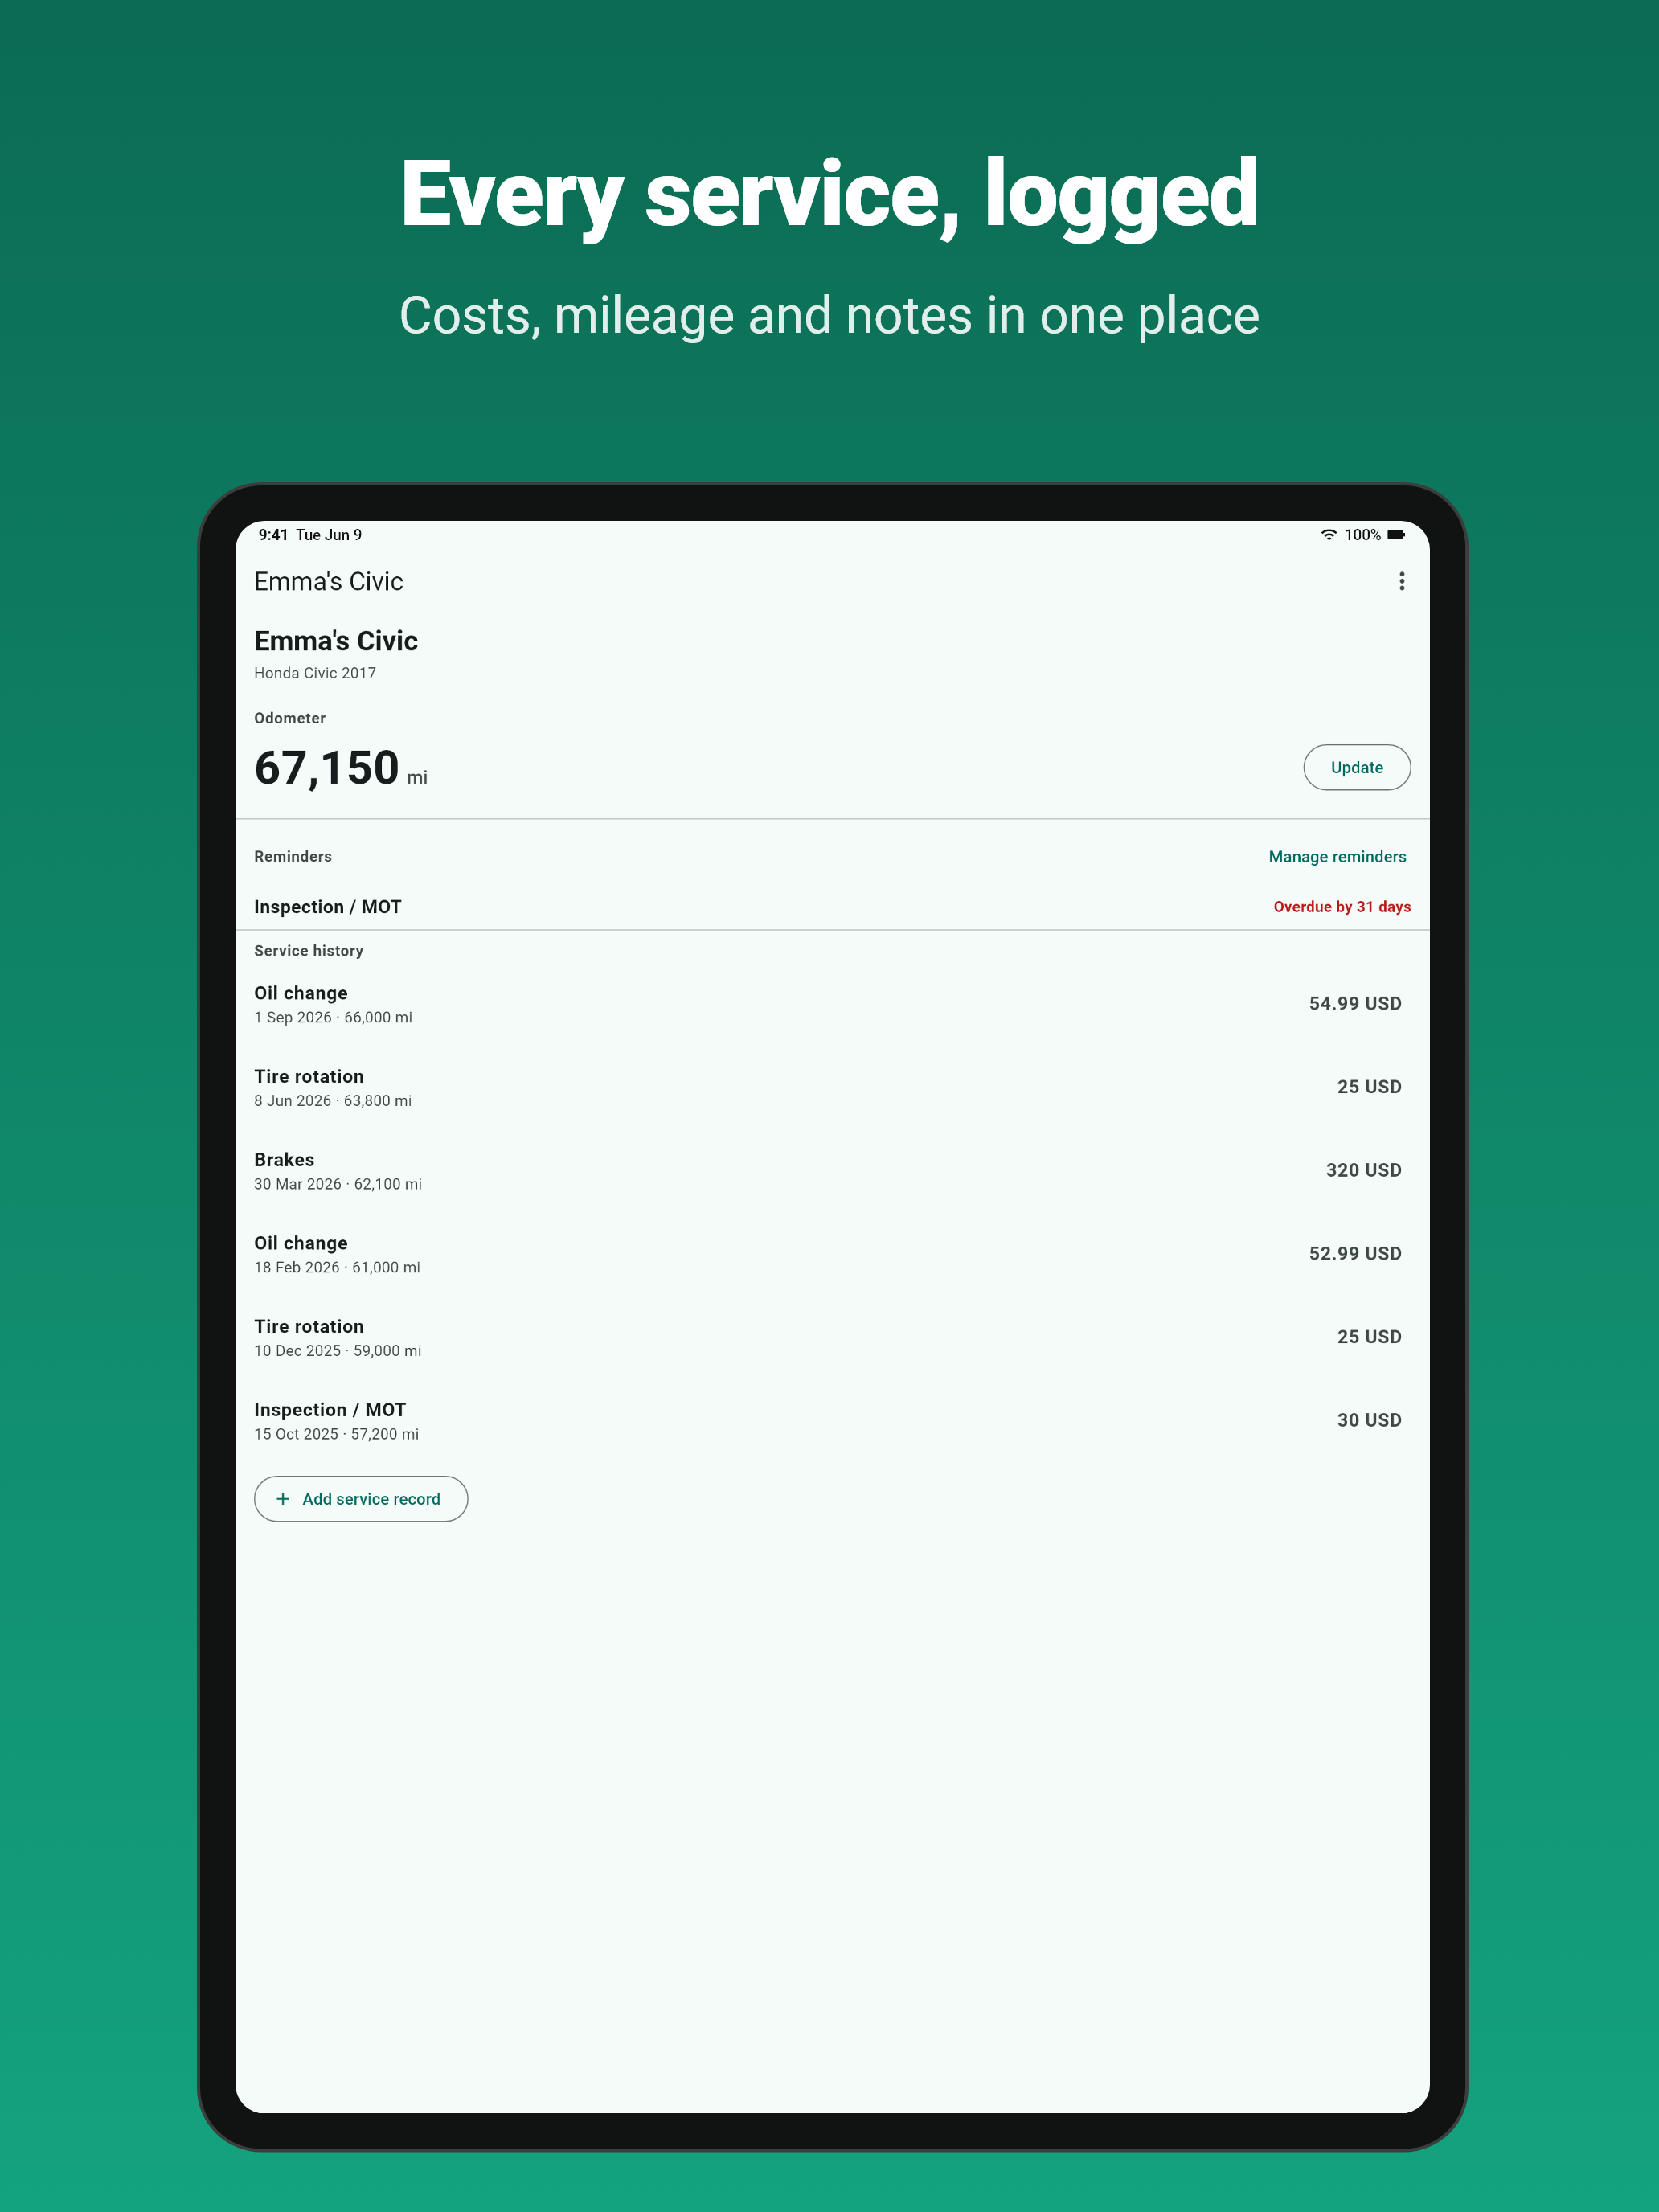 Every service, logged
Costs, mileage and notes in one place
9:41 Tue Jun 9
100%
Emma's Civic
Emma's Civic
Honda Civic 2017
Odometer
67,150 mi
Update
Reminders
Manage reminders
Inspection / MOT
Overdue by 31 days
Service history
Oil change
54.99 USD
1 Sep 2026 · 66,000 mi
Tire rotation
25 USD
8 Jun 2026 · 63,800 mi
Brakes
320 USD
30 Mar 2026 · 62,100 mi
Oil change
52.99 USD
18 Feb 2026 · 61,000 mi
Tire rotation
25 USD
10 Dec 2025 · 59,000 mi
Inspection / MOT
30 USD
15 Oct 2025 · 57,200 mi
+ Add service record